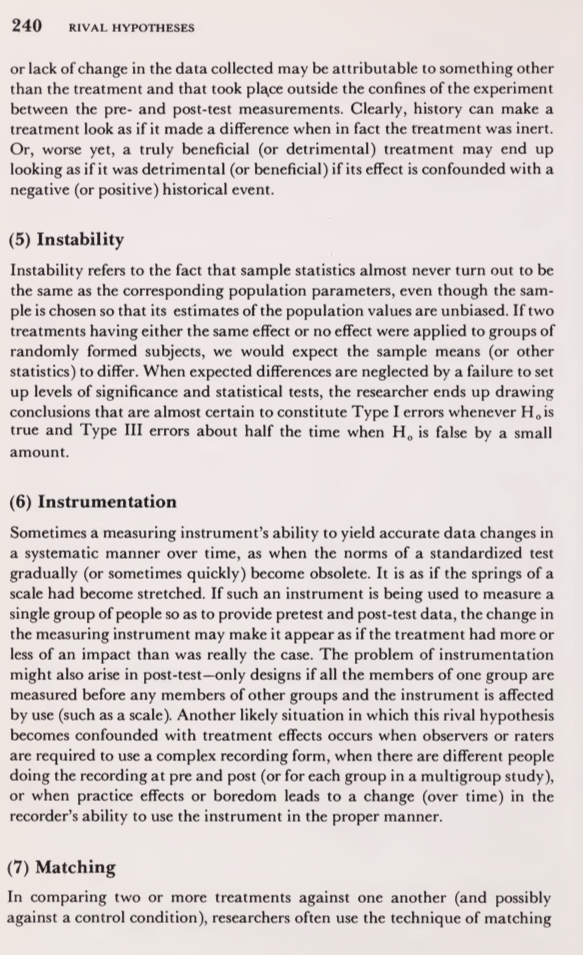 240 RIVAL HYPOTHESES
or lack of change in the data collected may be attributable to something other
than the treatment and that took place outside the confines of the experiment
between the pre- and post-test measurements. Clearly, history can make a
treatment look as if it made a difference when in fact the treatment was inert.
Or, worse yet, a truly beneficial (or detrimental) treatment may end up
looking as if it was detrimental (or beneficial) if its effect is confounded with a
negative (or positive) historical event.
(5) Instability
Instability refers to the fact that sample statistics almost never turn out to be
the same as the corresponding population parameters, even though the sam-
ple is chosen so that its estimates of the population values are unbiased. If two
treatments having either the same effect or no effect were applied to groups of
randomly formed subjects, we would expect the sample means (or other
statistics) to differ. When expected differences are neglected by a failure to set
up levels of significance and statistical tests, the researcher ends up drawing
conclusions that are almost certain to constitute Type I errors whenever Hₒ is
true and Type III errors about half the time when Hₒ is false by a small
amount.
(6) Instrumentation
Sometimes a measuring instrument's ability to yield accurate data changes in
a systematic manner over time, as when the norms of a standardized test
gradually (or sometimes quickly) become obsolete. It is as if the springs of a
scale had become stretched. If such an instrument is being used to measure a
single group of people so as to provide pretest and post-test data, the change in
the measuring instrument may make it appear as if the treatment had more or
less of an impact than was really the case. The problem of instrumentation
might also arise in post-test—only designs if all the members of one group are
measured before any members of other groups and the instrument is affected
by use (such as a scale). Another likely situation in which this rival hypothesis
becomes confounded with treatment effects occurs when observers or raters
are required to use a complex recording form, when there are different people
doing the recording at pre and post (or for each group in a multigroup study),
or when practice effects or boredom leads to a change (over time) in the
recorder's ability to use the instrument in the proper manner.
(7) Matching
In comparing two or more treatments against one another (and possibly
against a control condition), researchers often use the technique of matching